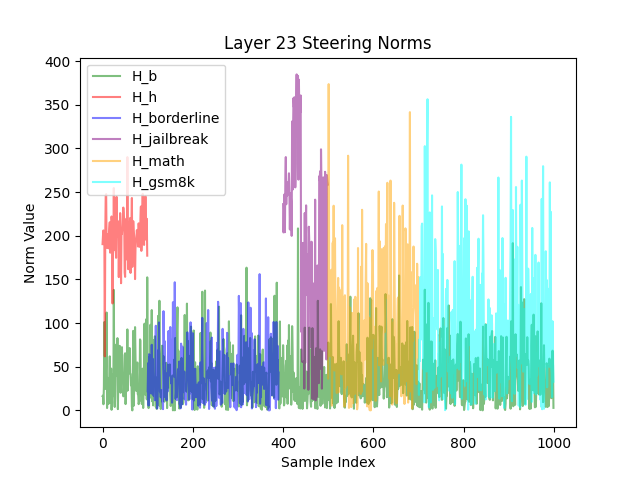 Layer 23 Steering Norms
400
350
300
250
200
150
100
50
0
Norm Value
H_b
H_h
H_borderline
H_jailbreak
H_math
H_gsm8k
0 200 400 600 800 1000
Sample Index